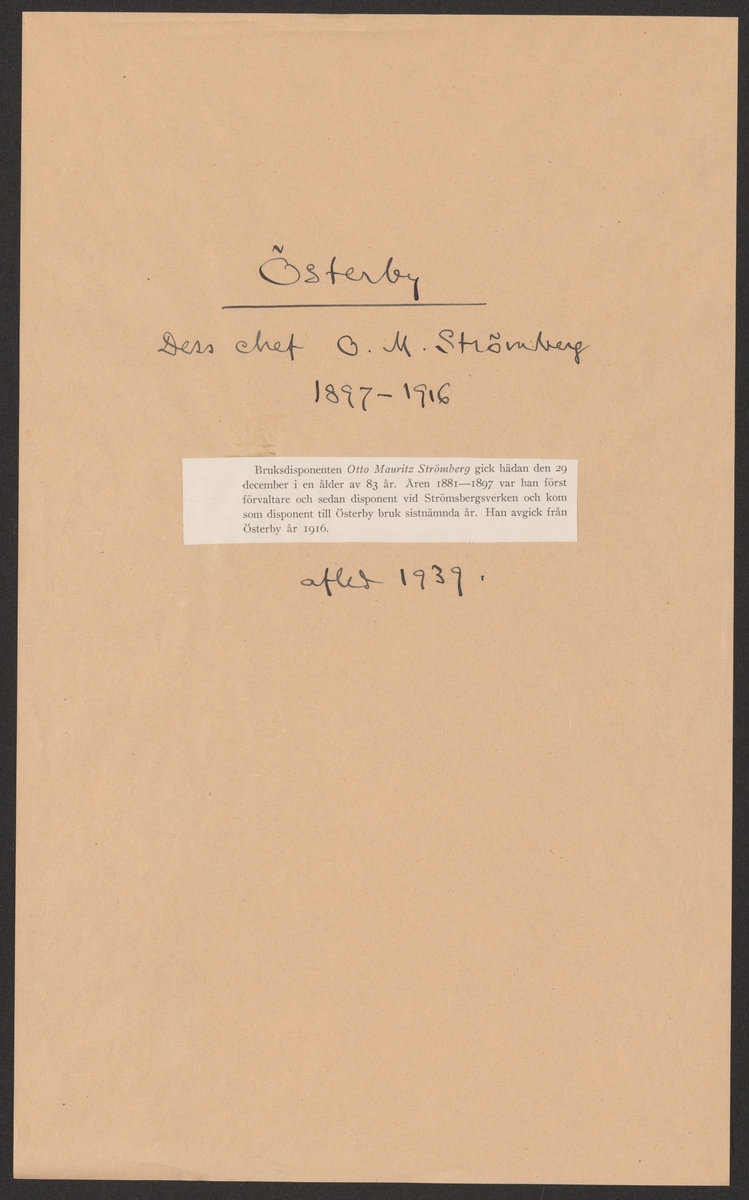 Österby
Dess chef O. M. Strömberg
1897–1916
Bruksdisponenten Otto Mauritz Strömberg gick hädan den 29
december i en ålder av 83 år. Åren 1881—1897 var han först
förvaltare och sedan disponent vid Strömsbergsverken och kom
som disponent till Österby bruk sistnämnda år. Han avgick från
Österby år 1916.
afled 1939.